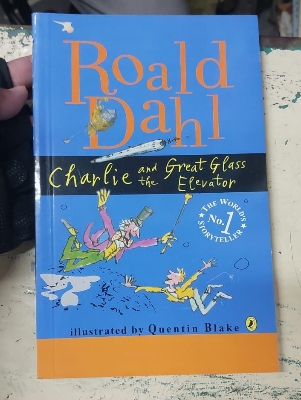 Roald
Dahl
Charlie and the Great Glass Elevator
THE WORLD'S
No. 1
STORYTELLER
illustrated by Quentin Blake